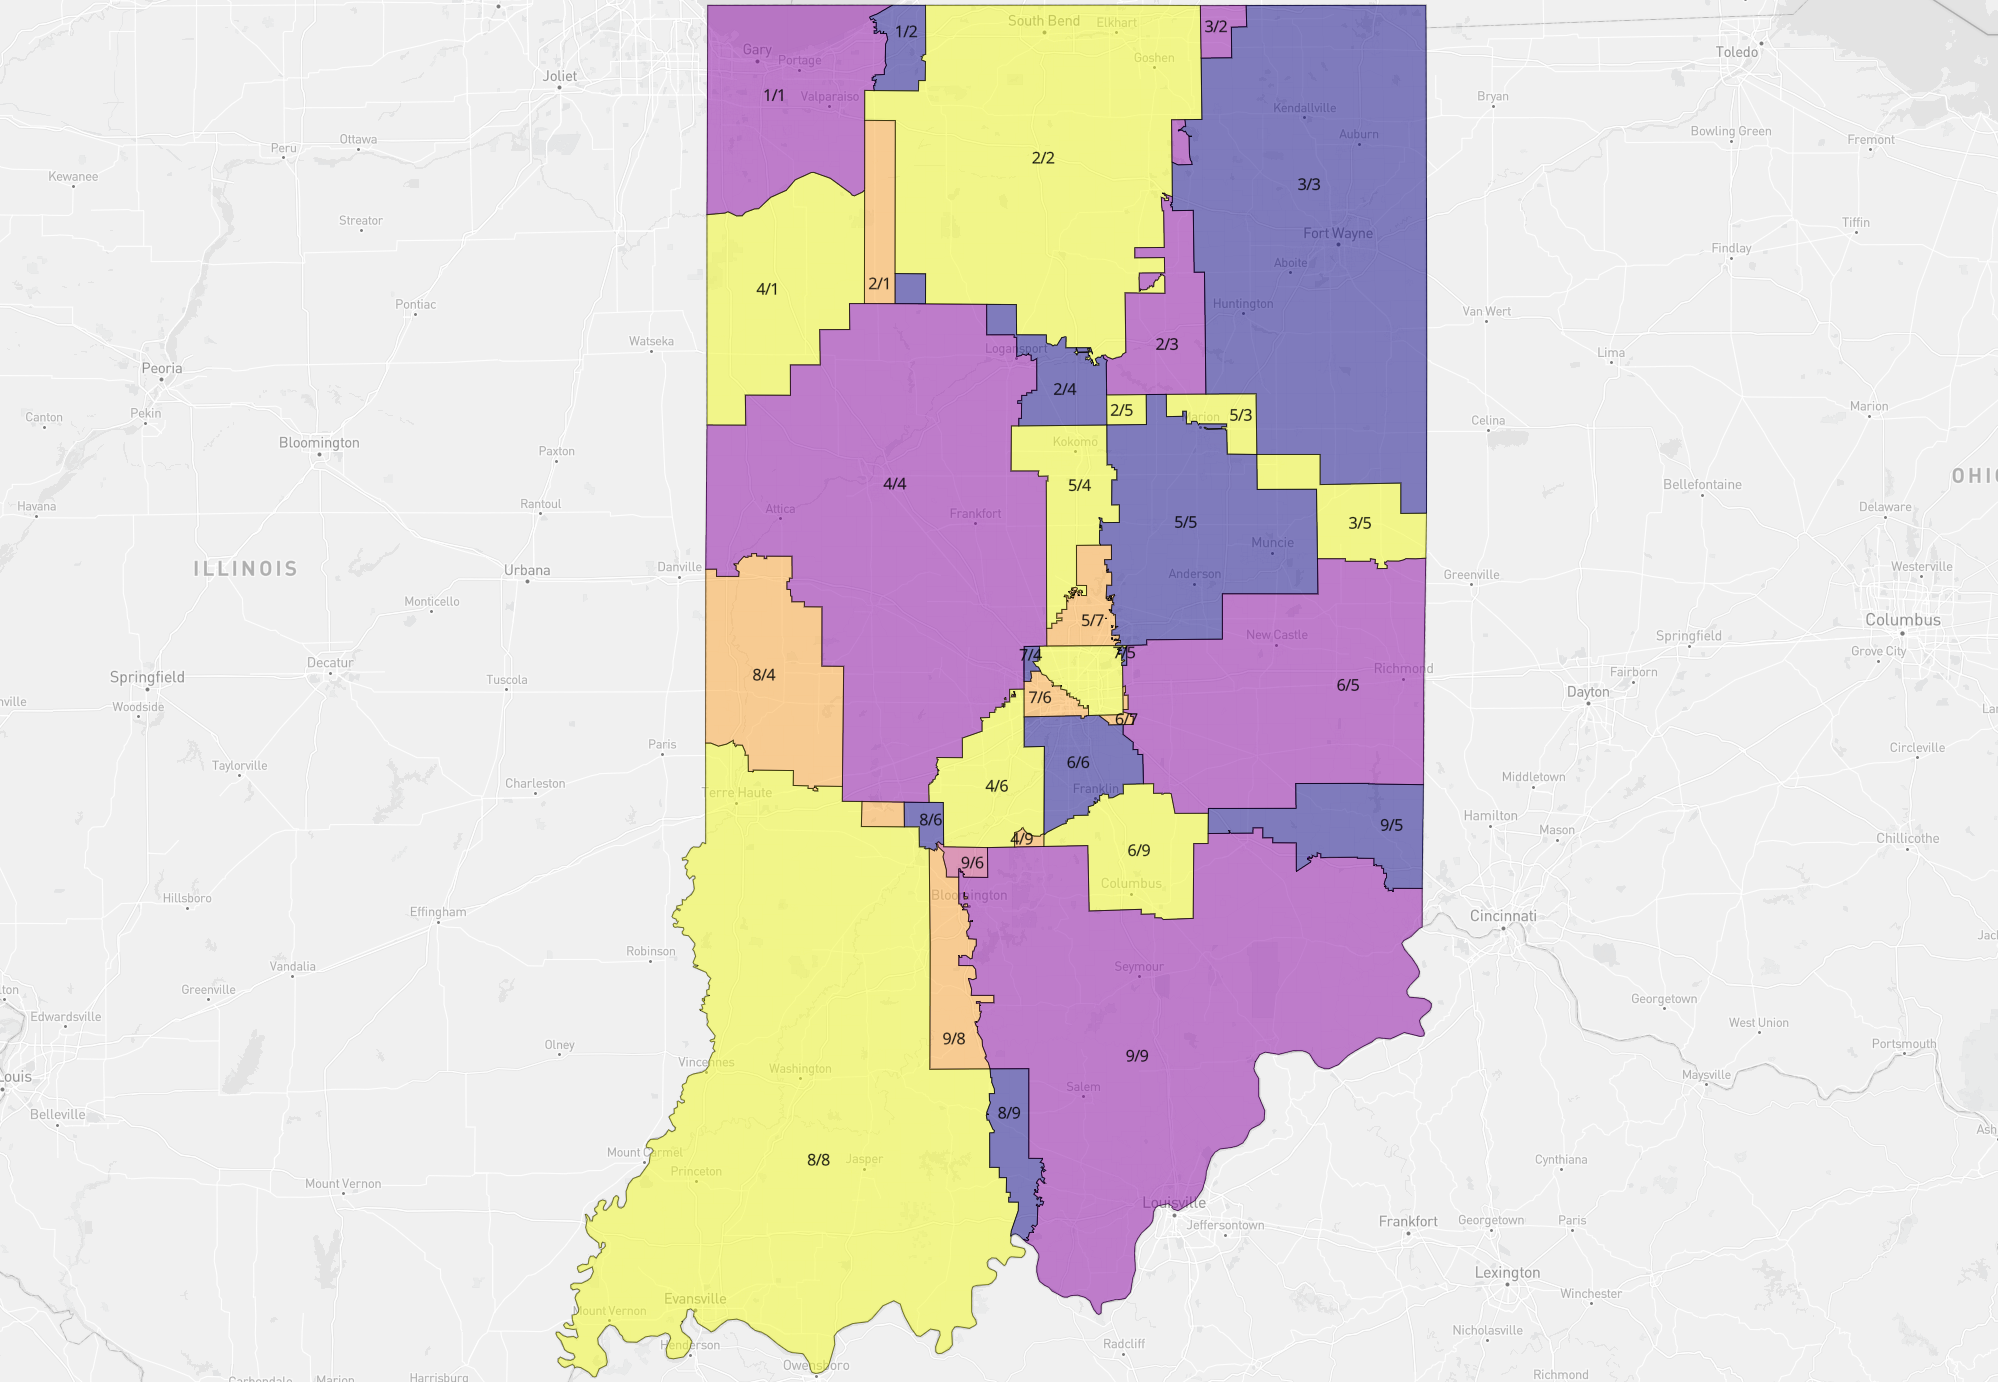 South Bend
Elkhart
1/2
3/2
Gary
Portage
Goshen
Toledo
Joliet
1/1
Valparaiso
Kendallville
Bryan
Auburn
Bowling Green
Fremont
Ottawa
Peru
2/2
Kewanee
3/3
Streator
Tiffin
Fort Wayne
Findlay
Aboite
4/1
2/1
Pontiac
Huntington
Van Wert
Watseka
Logansport
2/3
Lima
Peoria
2/4
Canton
Pekin
2/5
5/3
Marion
Celina
Bloomington
Kokomo
Paxton
4/4
5/4
Bellefontaine
OHIO
Havana
Rantoul
Attica
Frankfort
5/5
3/5
Delaware
Muncie
ILLINOIS
Urbana
Danville
Anderson
Greenville
Westerville
Monticello
5/7
Columbus
New Castle
Springfield
Grove City
7/4
7/5
Springfield
Decatur
8/4
Tuscola
7/6
6/5
Richmond
Fairborn
Dayton
Woodside
6/7
Paris
Circleville
Taylorville
6/6
Charleston
4/6
Franklin
Middletown
Terre Haute
8/6
9/5
Hamilton
Mason
Chillicothe
4/9
6/9
9/6
Hillsboro
Bloomington
Columbus
Effingham
Cincinnati
Robinson
Vandalia
Seymour
Greenville
Georgetown
Edwardsville
9/8
West Union
Olney
9/9
Portsmouth
Vincennes
Washington
Louis
Salem
Maysville
Belleville
8/9
Mount Carmel
8/8
Jasper
Princeton
Cynthiana
Mount Vernon
Louisville
Jeffersontown
Frankfort
Georgetown
Paris
Lexington
Evansville
Winchester
Mount Vernon
Nicholasville
Henderson
Radcliff
Owensboro
Carbondale
Marion
Harrisburg
Richmond